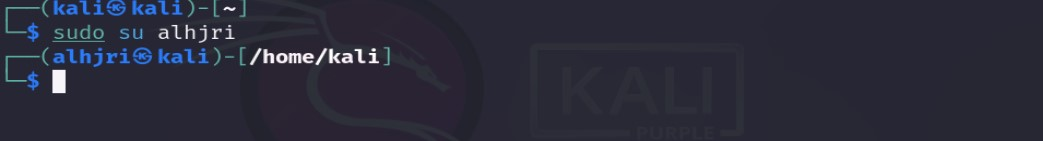 ┌──(kali㉿kali)-[~]
└─$ sudo su alhjri
┌──(alhjri㉿kali)-[/home/kali]
└─$
KALI
PURPLE